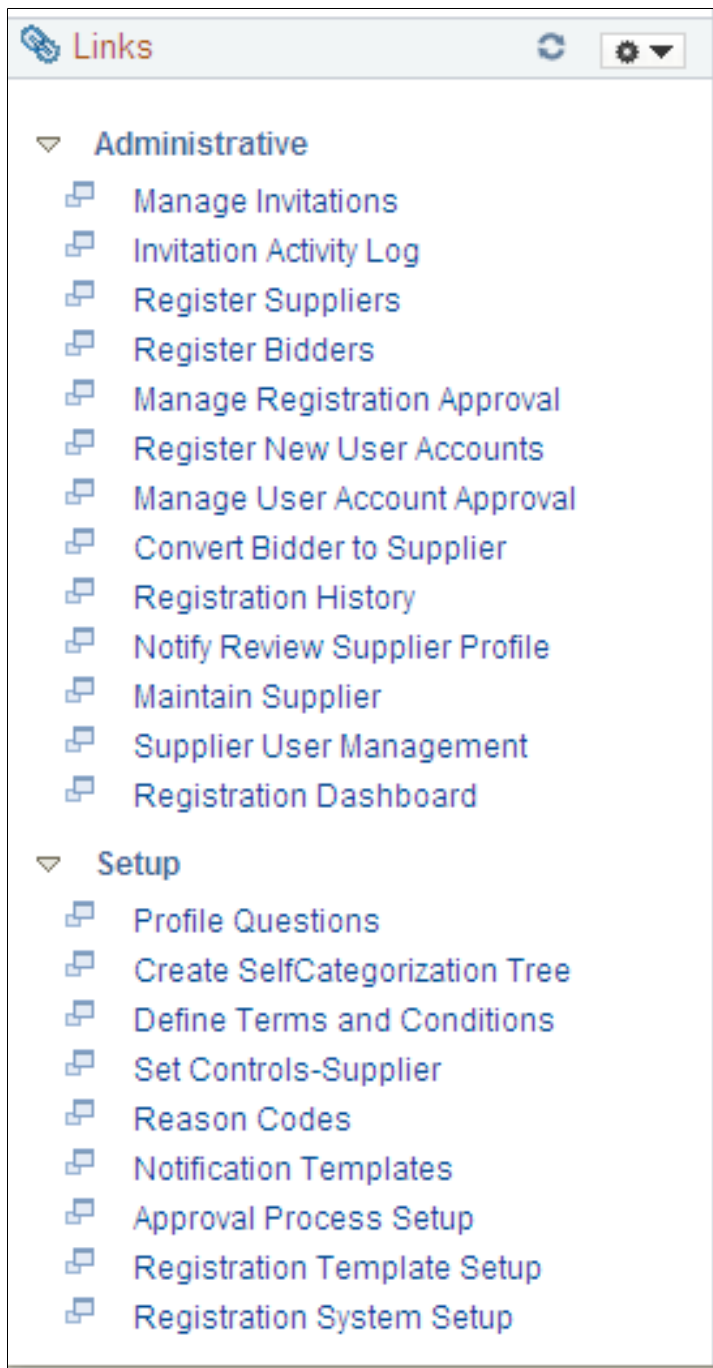 Links
Administrative
Manage Invitations
Invitation Activity Log
Register Suppliers
Register Bidders
Manage Registration Approval
Register New User Accounts
Manage User Account Approval
Convert Bidder to Supplier
Registration History
Notify Review Supplier Profile
Maintain Supplier
Supplier User Management
Registration Dashboard
Setup
Profile Questions
Create SelfCategorization Tree
Define Terms and Conditions
Set Controls-Supplier
Reason Codes
Notification Templates
Approval Process Setup
Registration Template Setup
Registration System Setup